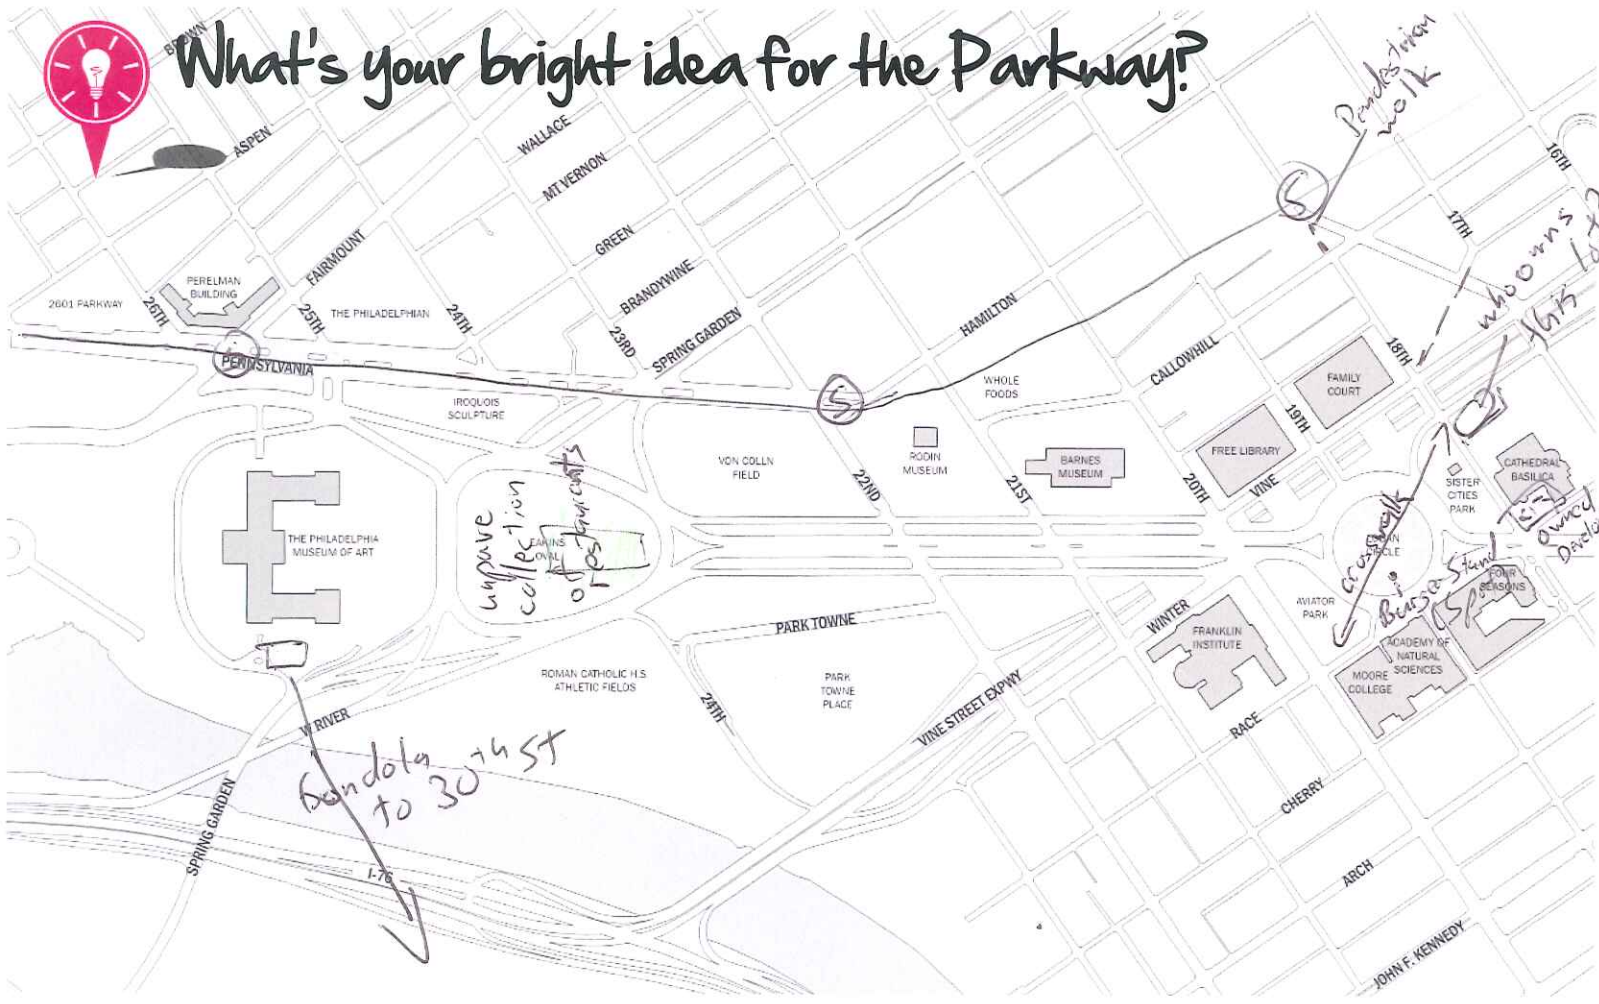 What's your bright idea for the Parkway?
BROWN
ASPEN
WALLACE
MT VERNON
GREEN
BRANDYWINE
SPRING GARDEN
FAIRMOUNT
HAMILTON
CALLOWHILL
16TH
17TH
18TH
19TH
20TH
21ST
22ND
23RD
24TH
25TH
26TH
walk
S
who owns
this lot?
PERELMAN
BUILDING
2601 PARKWAY
THE PHILADELPHIAN
PENNSYLVANIA
IROQUOIS
SCULPTURE
S
WHOLE
FOODS
FAMILY
COURT
FREE LIBRARY
VINE
VON COLLN
FIELD
RODIN
MUSEUM
BARNES
MUSEUM
CATHEDRAL
BASILICA
SISTER
CITIES
PARK
owned
THE PHILADELPHIA
MUSEUM OF ART
unpave
collection
of restaurants
EAKINS
OVAL
LOGAN
CIRCLE
crosswalk
FOUR
SEASONS
AVIATOR
PARK
PARK TOWNE
WINTER
FRANKLIN
INSTITUTE
ACADEMY OF
NATURAL
SCIENCES
MOORE
COLLEGE
ROMAN CATHOLIC H.S
ATHLETIC FIELDS
PARK
TOWNE
PLACE
24TH
VINE STREET EXPWY
RACE
W RIVER
Gondola
to 30th St
SPRING GARDEN
I-76
CHERRY
ARCH
JOHN F. KENNEDY